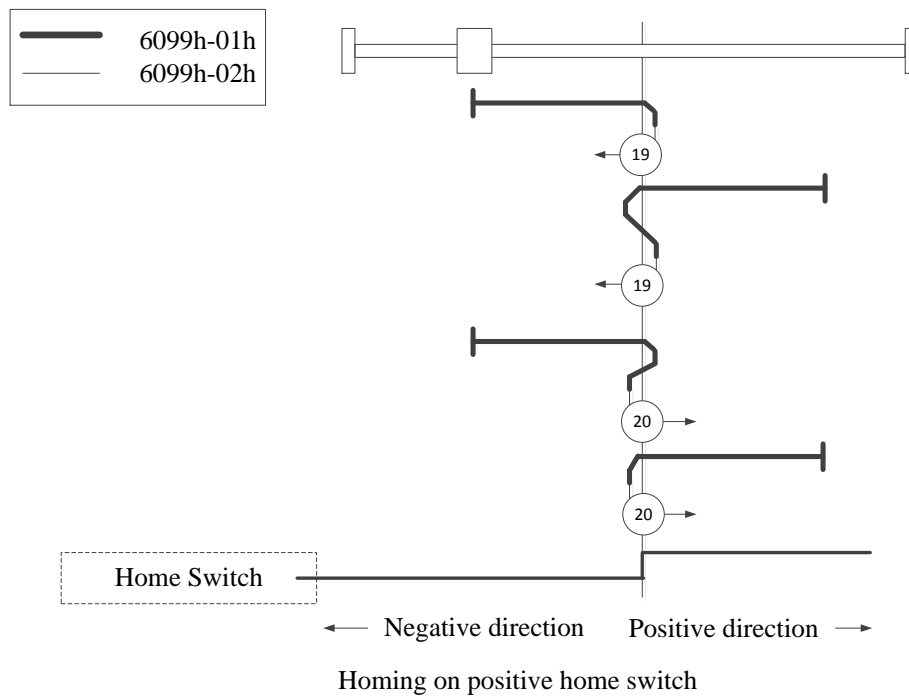 6099h-01h
6099h-02h
19
19
20
20
Home Switch
Negative direction Positive direction
Homing on positive home switch